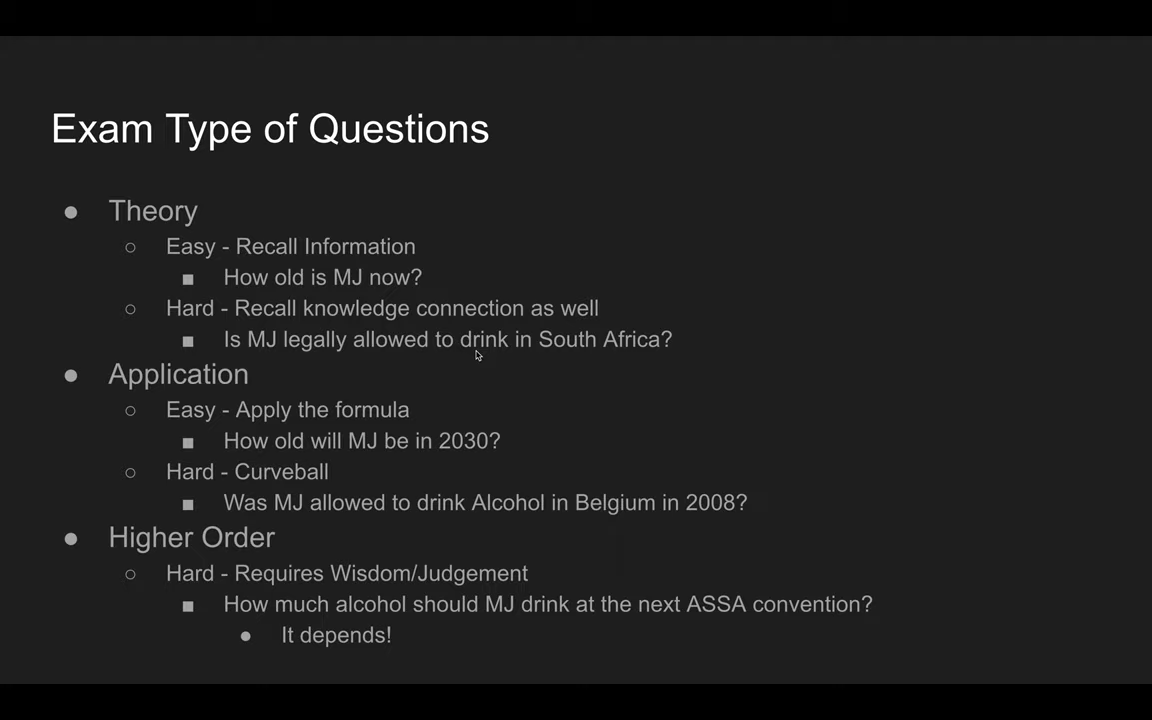 Exam Type of Questions
● Theory
○ Easy - Recall Information
■ How old is MJ now?
○ Hard - Recall knowledge connection as well
■ Is MJ legally allowed to drink in South Africa?
● Application
○ Easy - Apply the formula
■ How old will MJ be in 2030?
○ Hard - Curveball
■ Was MJ allowed to drink Alcohol in Belgium in 2008?
● Higher Order
○ Hard - Requires Wisdom/Judgement
■ How much alcohol should MJ drink at the next ASSA convention?
● It depends!